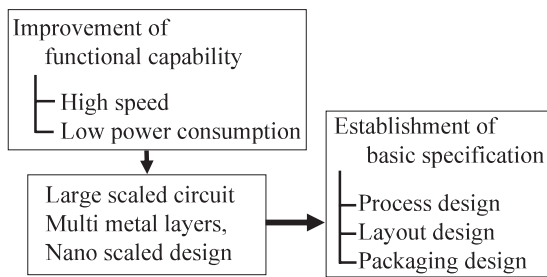 Improvement of
functional capability
High speed
Low power consumption
Large scaled circuit
Multi metal layers,
Nano scaled design
Establishment of
basic specification
Process design
Layout design
Packaging design